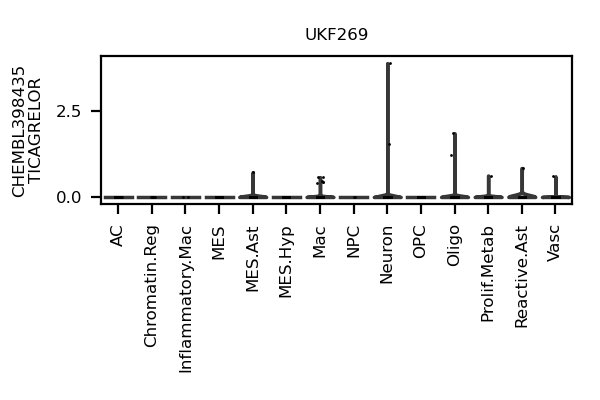 UKF269
CHEMBL398435
TICAGRELOR
2.5
0.0
AC
Chromatin.Reg
Inflammatory.Mac
MES
MES.Ast
MES.Hyp
Mac
NPC
Neuron
OPC
Oligo
Prolif.Metab
Reactive.Ast
Vasc